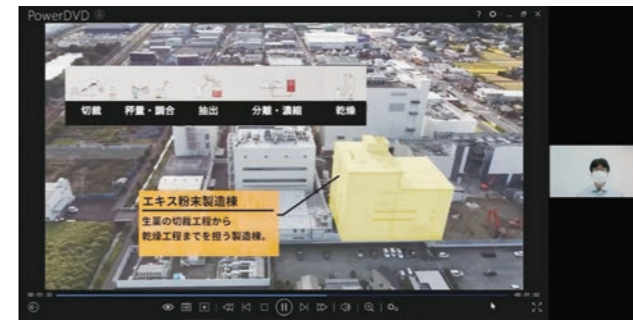 PowerDVD
切裁
秤量・調合
抽出
分離・濃縮
乾燥
エキス粉末製造棟
生薬の切裁工程から
乾燥工程までを担う製造棟。